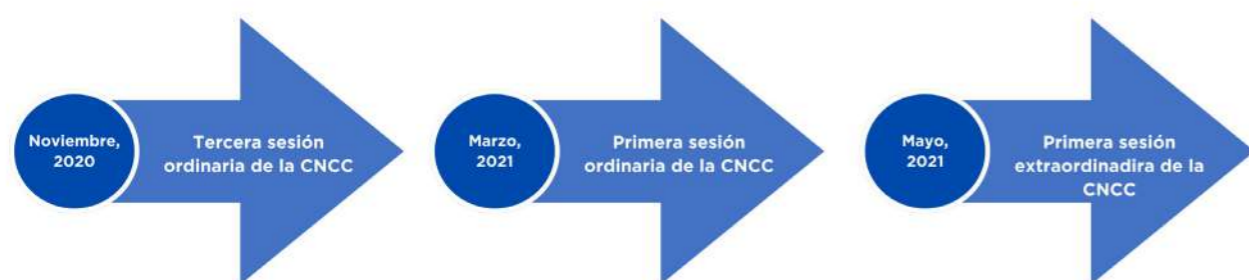 Noviembre,
2020
Tercera sesión
ordinaria de la CNCC
Marzo,
2021
Primera sesión
ordinaria de la CNCC
Mayo,
2021
Primera sesión
extraordinadira de la
CNCC